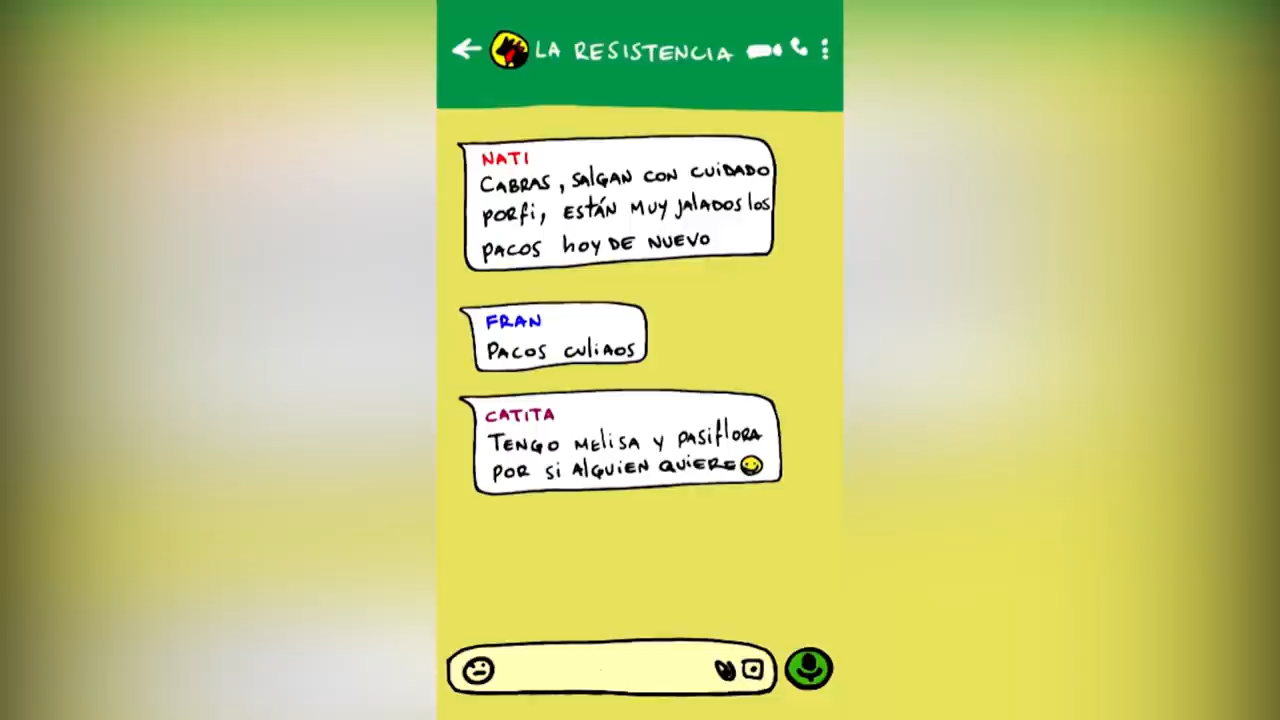 LA RESISTENCIA
NATI
CABRAS, SALGAN CON CUIDADO
PORFI, ESTÁN MUY JALADOS LOS
PACOS HOY DE NUEVO
FRAN
PACOS CULIAOS
CATITA
TENGO MELISA Y PASIFLORA
POR SI ALGUIEN QUIERE